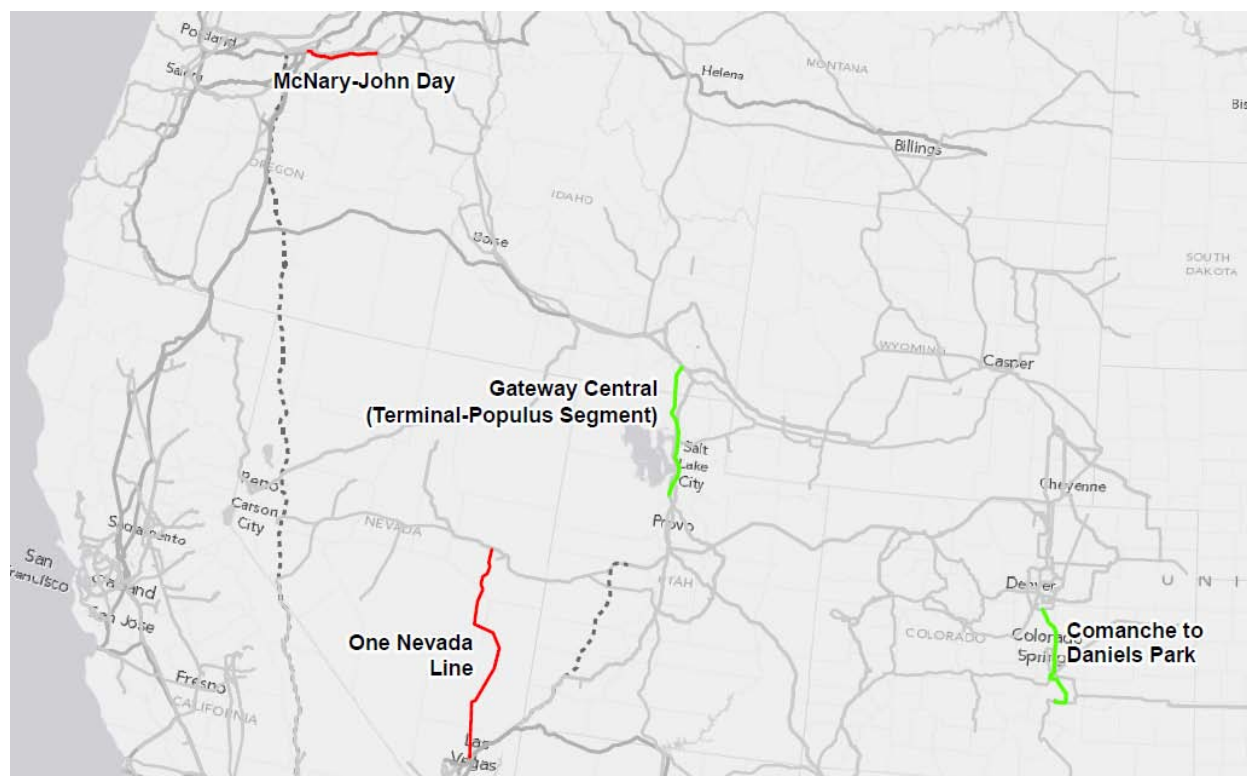 Portland
Salem
McNary-John Day
Helena
MONTANA
Billings
OREGON
IDAHO
Boise
SOUTH
DAKOTA
WYOMING
Casper
Gateway Central
(Terminal-Populus Segment)
Salt
Lake
City
Reno
Carson
City
NEVADA
Cheyenne
Provo
Sacramento
San
Francisco
Oakland
San Jose
UTAH
Denver
U N I
One Nevada
Line
COLORADO
Colorado
Spring
Comanche to
Daniels Park
Fresno
CALIFORNIA
Las
Vegas